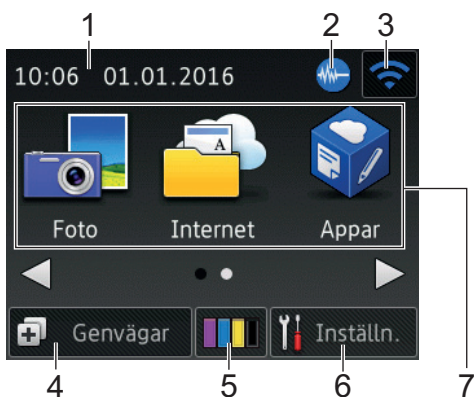 1 2 3
10:06 01.01.2016
A
Foto Internet Appar
Genvägar Inställn.
4 5 6 7